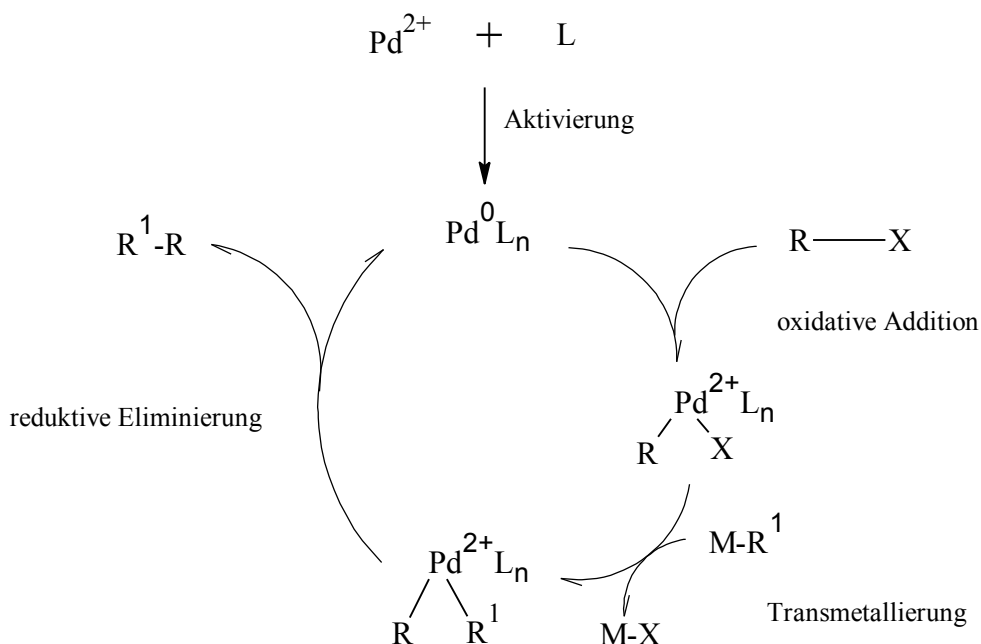 Pd²⁺ + L
Aktivierung
R¹-R
Pd⁰Lₙ
R—X
oxidative Addition
Pd²⁺Lₙ
R X
reduktive Eliminierung
M-R¹
Pd²⁺Lₙ
R R¹
M-X
Transmetallierung